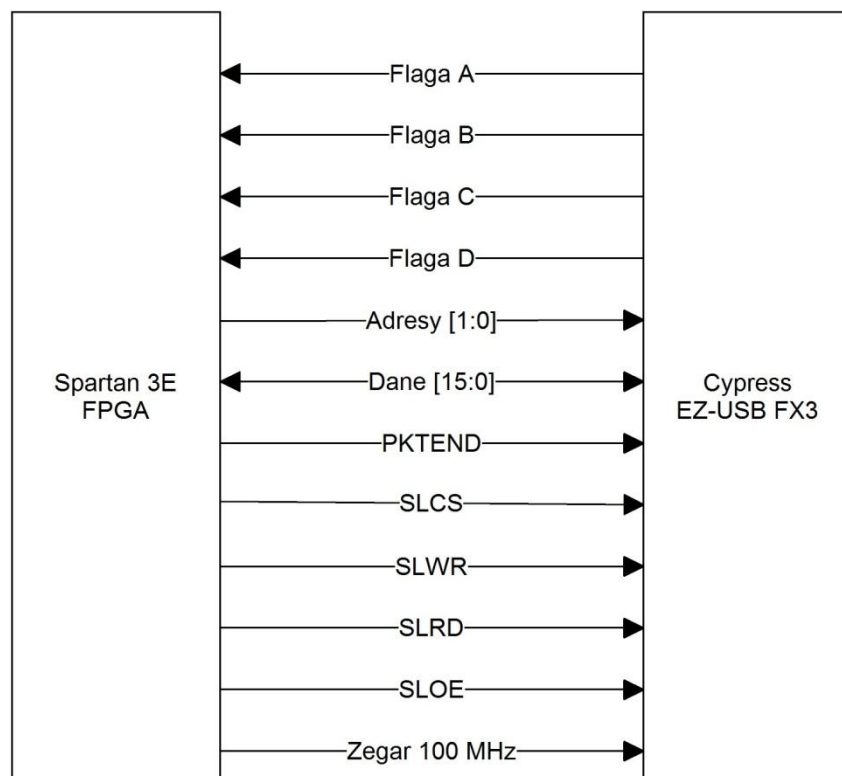 Flaga A
Flaga B
Flaga C
Flaga D
Adresy [1:0]
Spartan 3E
FPGA
Dane [15:0]
Cypress
EZ-USB FX3
PKTEND
SLCS
SLWR
SLRD
SLOE
Zegar 100 MHz